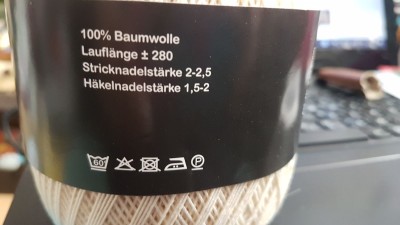 100% Baumwolle
Lauflänge ± 280
Stricknadelstärke 2-2,5
Häkelnadelstärke 1,5-2
60 P